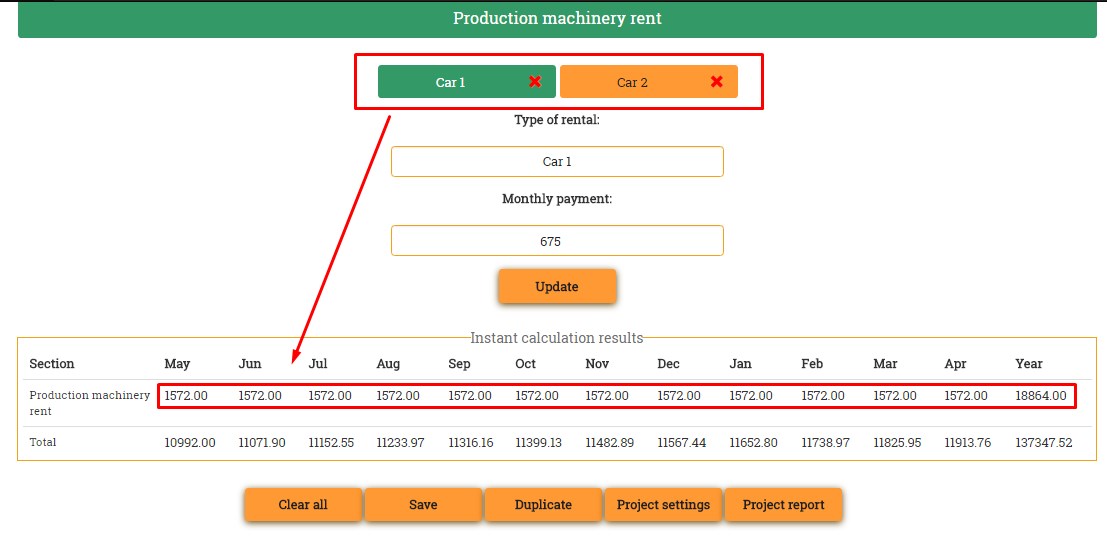 Production machinery rent
Car 1 Car 2
Type of rental:
Car 1
Monthly payment:
675
Update
Instant calculation results
Section May Jun Jul Aug Sep Oct Nov Dec Jan Feb Mar Apr Year
Production machinery rent 1572.00 1572.00 1572.00 1572.00 1572.00 1572.00 1572.00 1572.00 1572.00 1572.00 1572.00 1572.00 18864.00
Total 10992.00 11071.90 11152.55 11233.97 11316.16 11399.13 11482.89 11567.44 11652.80 11738.97 11825.95 11913.76 137347.52
Clear all Save Duplicate Project settings Project report